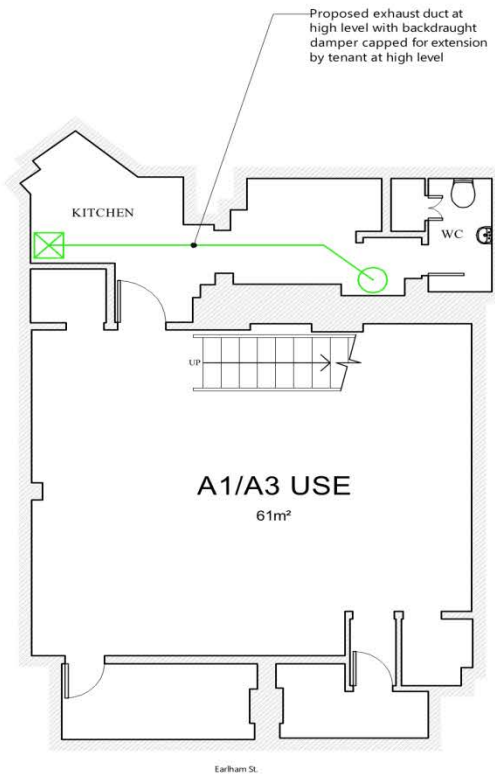 Proposed exhaust duct at
high level with backdraught
damper capped for extension
by tenant at high level
KITCHEN
WC
UP
A1/A3 USE
61m²
Earlham St.